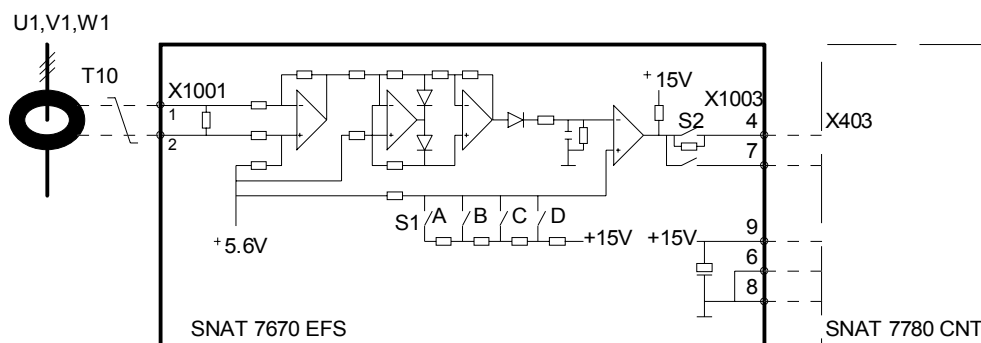 U1,V1,W1
T10
X1001
1
2
+15V
X1003
S2
4
X403
7
S1
A
B
C
D
+5.6V
+15V
+15V
9
6
8
SNAT 7670 EFS
SNAT 7780 CNT